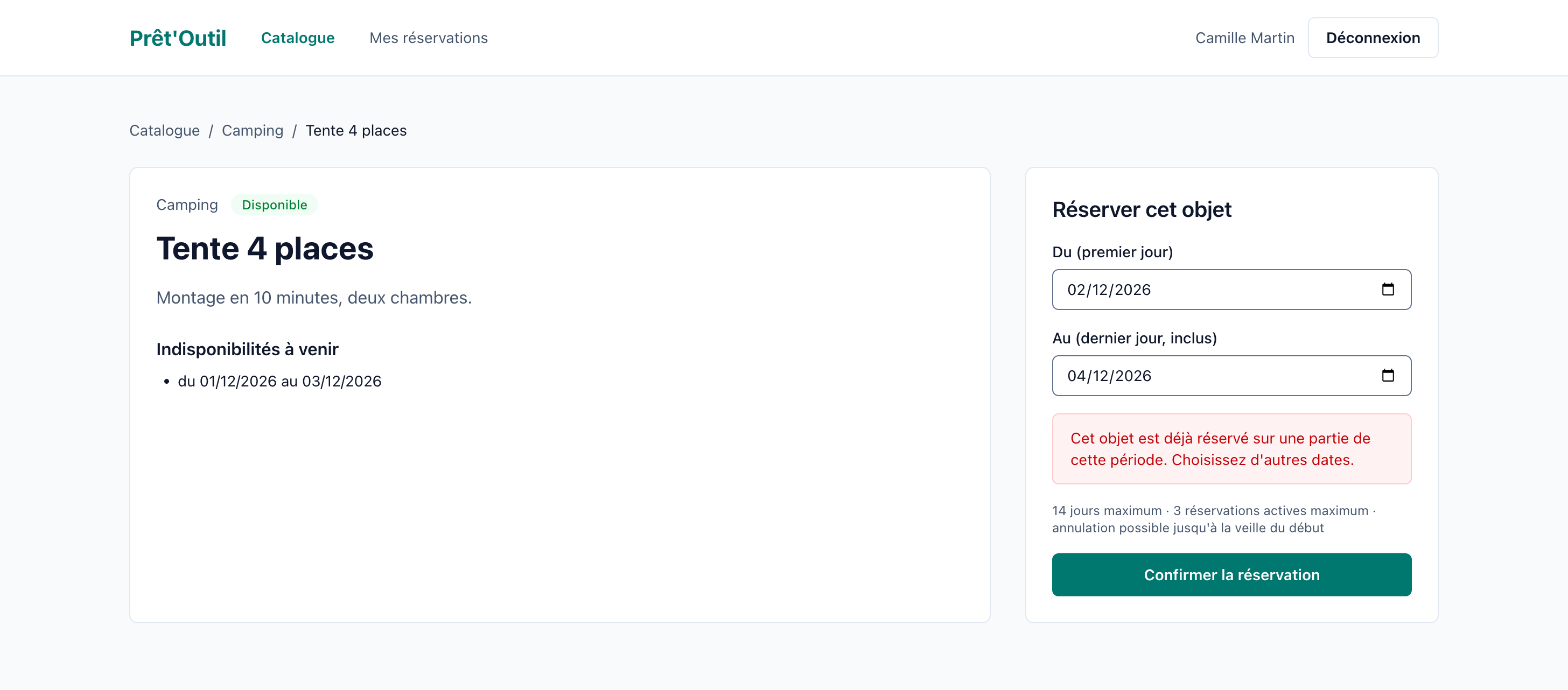 Prêt'Outil
Catalogue
Mes réservations
Camille Martin
Déconnexion
Catalogue / Camping / Tente 4 places
Camping
Disponible
Tente 4 places
Montage en 10 minutes, deux chambres.
Indisponibilités à venir
• du 01/12/2026 au 03/12/2026
Réserver cet objet
Du (premier jour)
02/12/2026
Au (dernier jour, inclus)
04/12/2026
Cet objet est déjà réservé sur une partie de
cette période. Choisissez d'autres dates.
14 jours maximum · 3 réservations actives maximum ·
annulation possible jusqu'à la veille du début
Confirmer la réservation